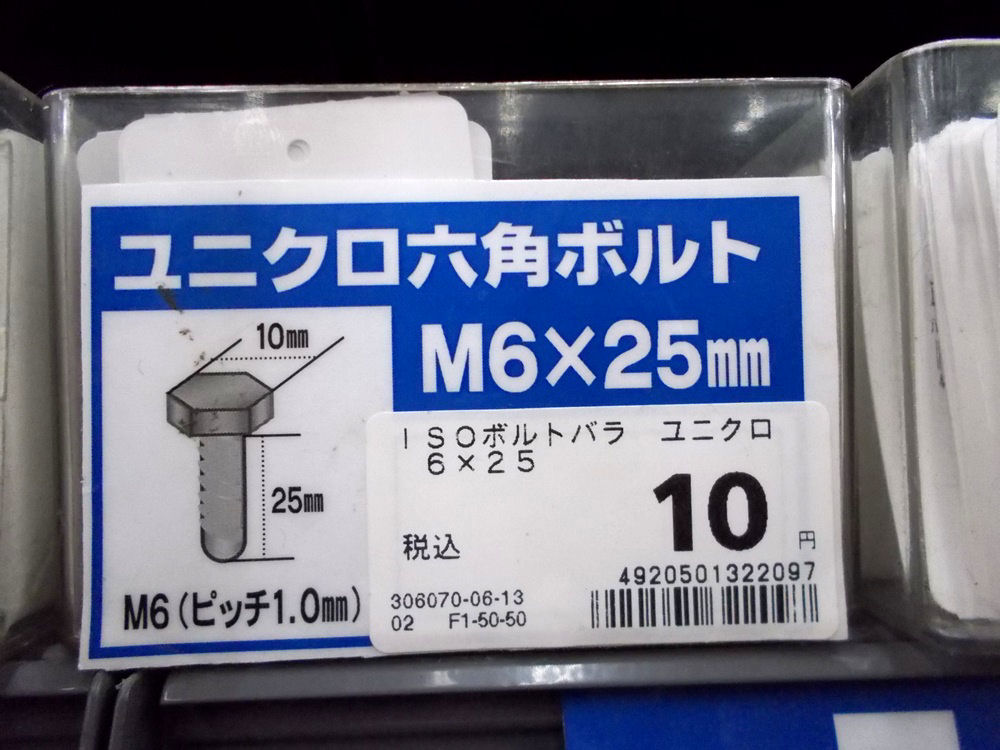 ユニクロ六角ボルト
M6×25㎜
10㎜
25㎜
M6(ピッチ1.0㎜)
ISOボルトバラ ユニクロ
6×25
10
税込
円
4920501322097
306070-06-13
02 F1-50-50